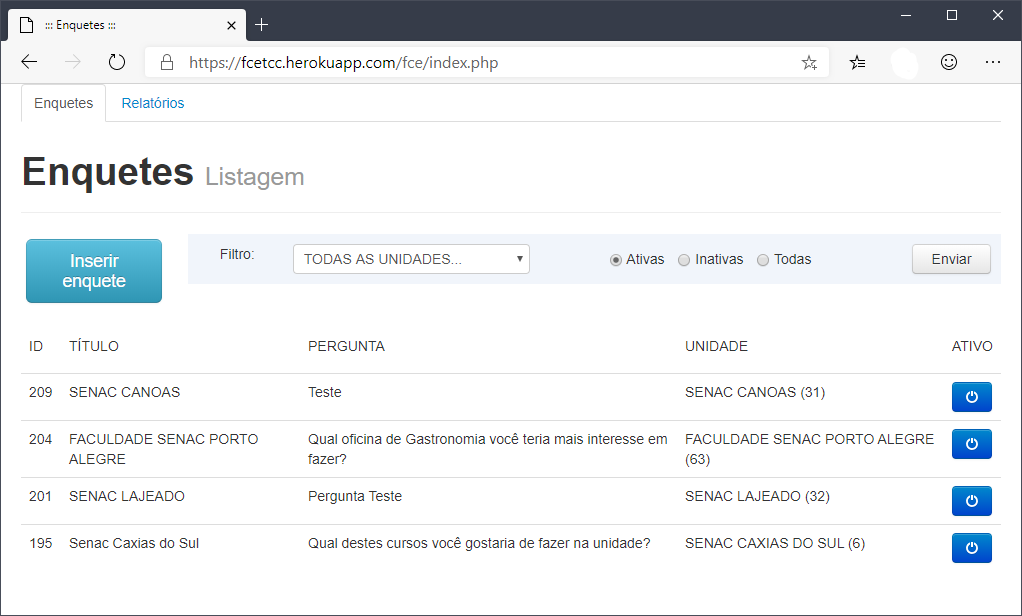 ::: Enquetes :::
https://fcetcc.herokuapp.com/fce/index.php
Enquetes Relatórios
Enquetes Listagem
Inserir
enquete
Filtro: TODAS AS UNIDADES... Ativas Inativas Todas Enviar
ID TÍTULO PERGUNTA UNIDADE ATIVO
209 SENAC CANOAS Teste SENAC CANOAS (31)
204 FACULDADE SENAC PORTO ALEGRE Qual oficina de Gastronomia você teria mais interesse em fazer? FACULDADE SENAC PORTO ALEGRE (63)
201 SENAC LAJEADO Pergunta Teste SENAC LAJEADO (32)
195 Senac Caxias do Sul Qual destes cursos você gostaria de fazer na unidade? SENAC CAXIAS DO SUL (6)